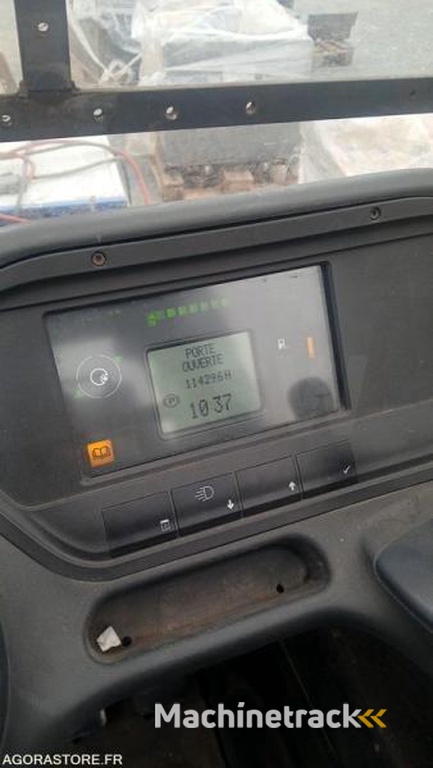 PORTE
OUVERTE
114296H
P
10 37
Machinetrack
AGORASTORE.FR